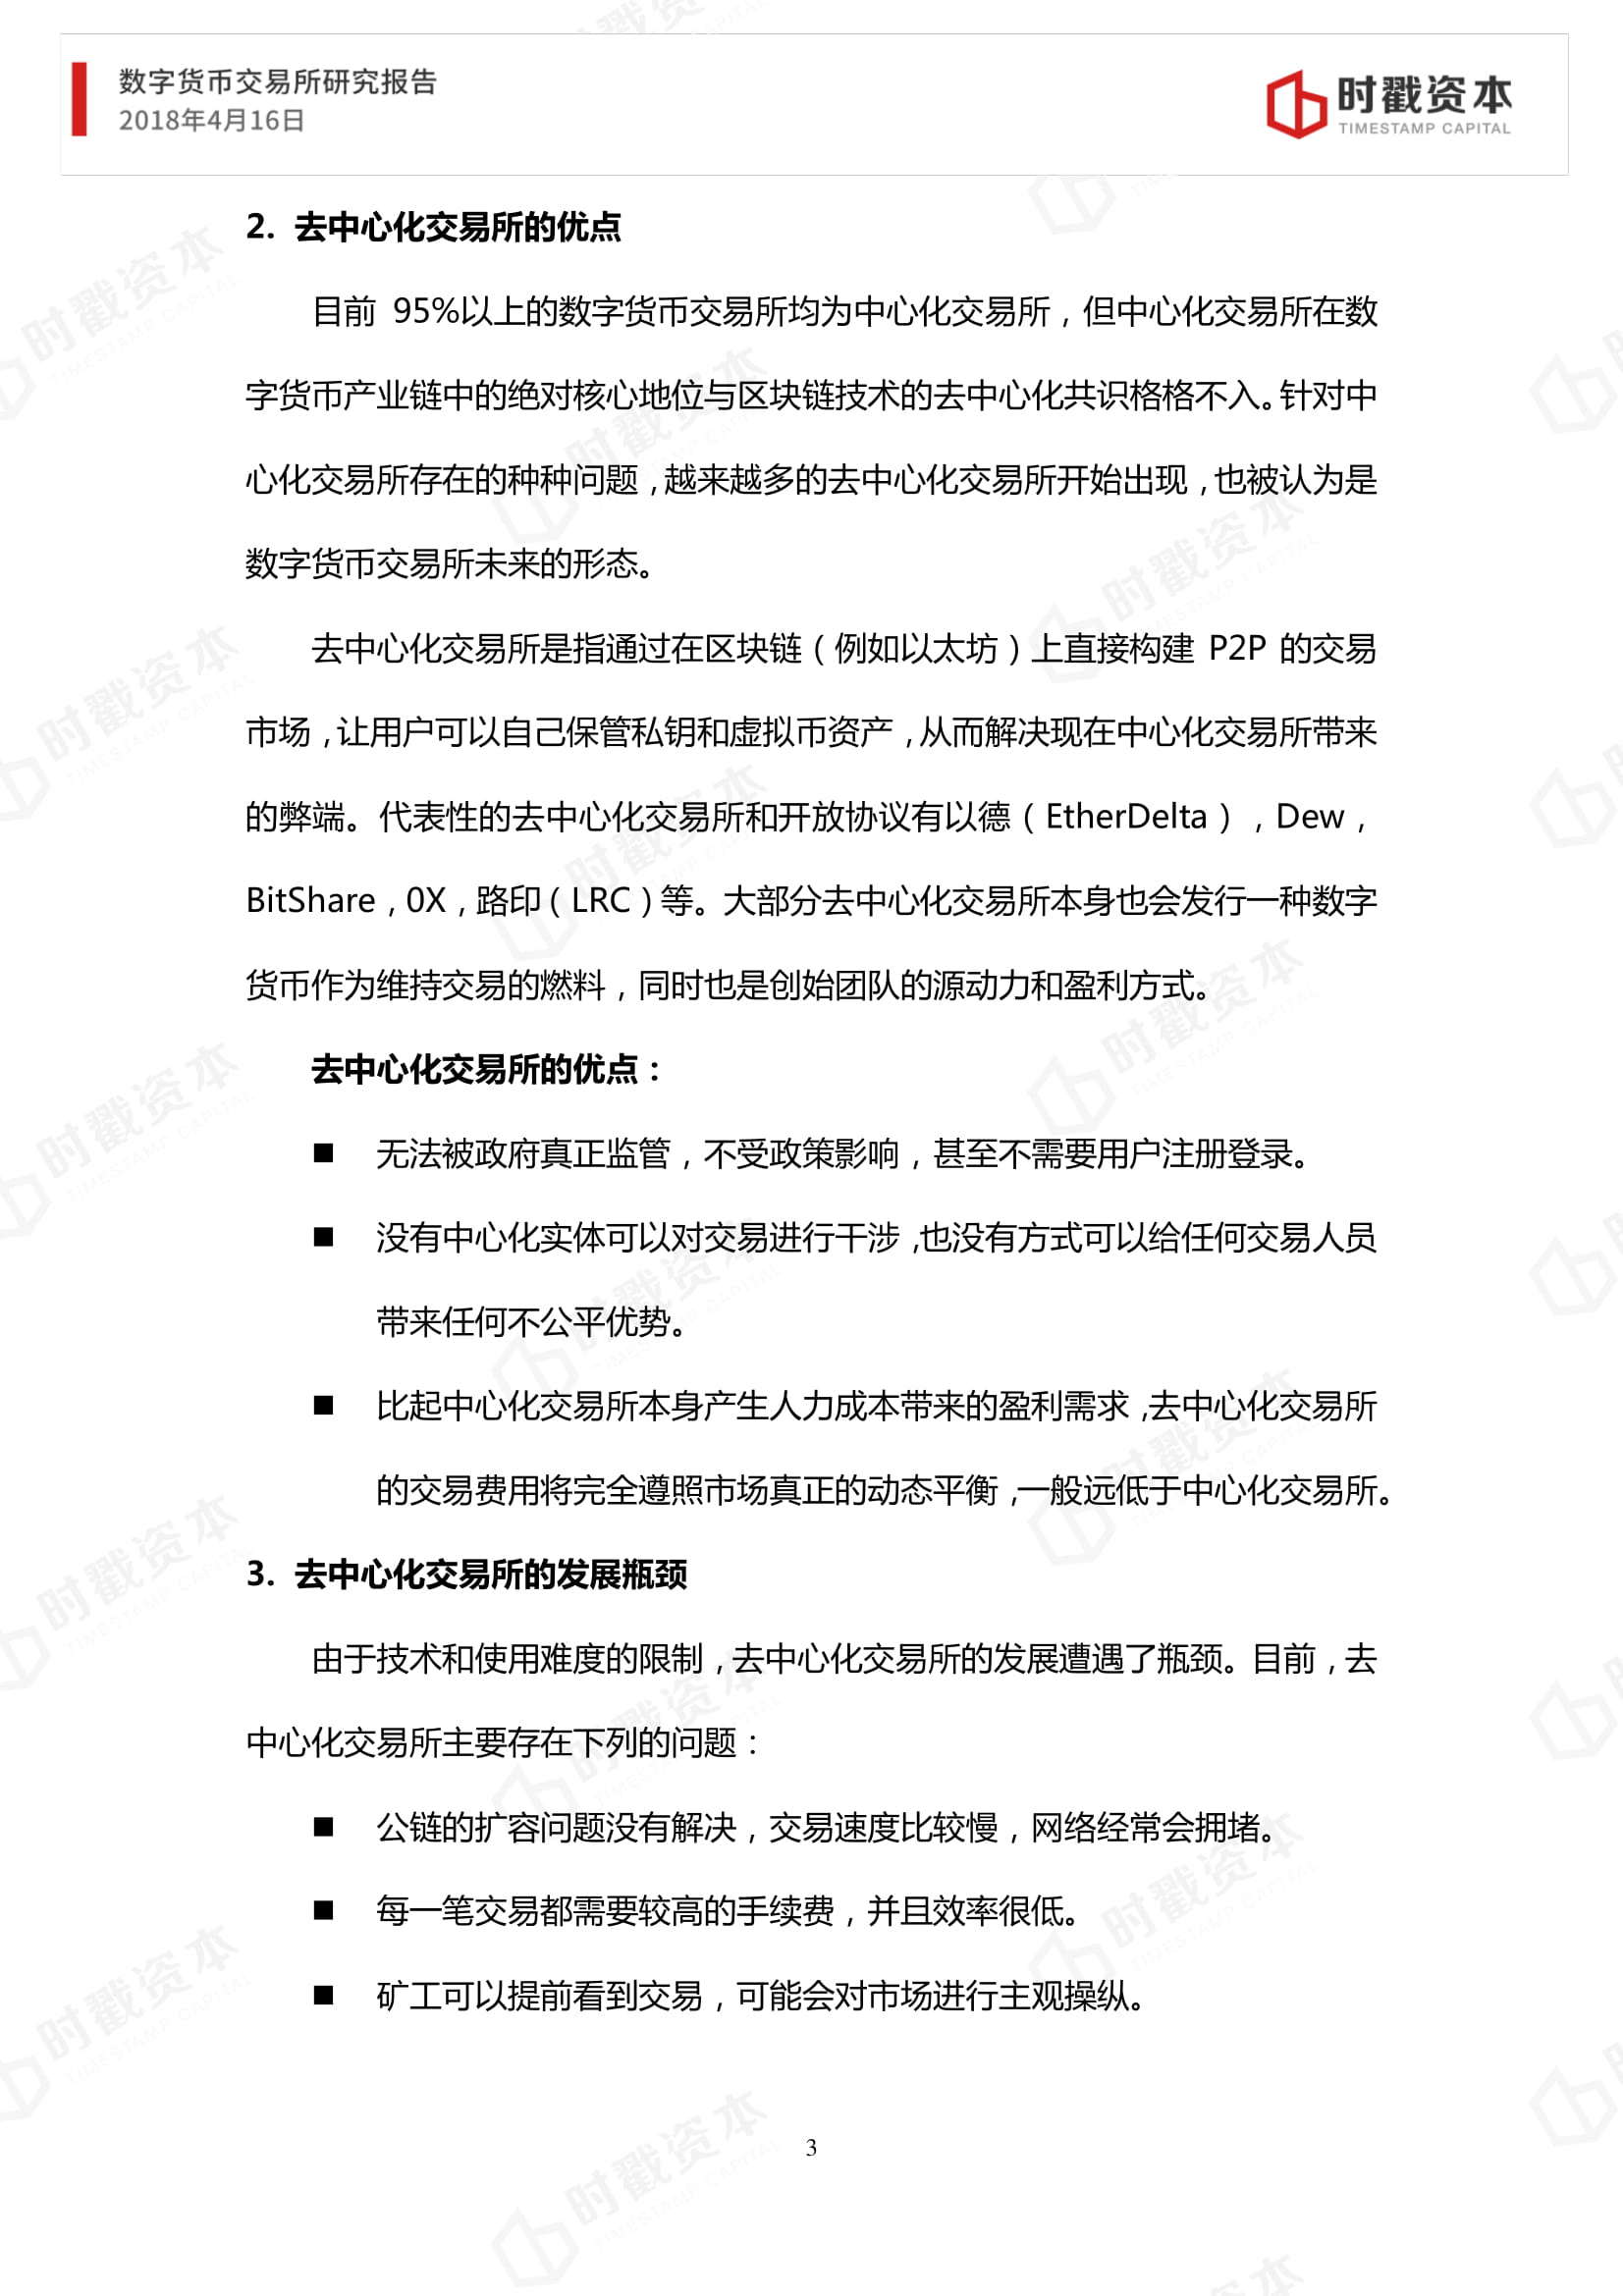 数字货币交易所研究报告
2018年4月16日
时戳资本
TIMESTAMP CAPITAL
2. 去中心化交易所的优点
目前 95%以上的数字货币交易所均为中心化交易所，但中心化交易所在数
字货币产业链中的绝对核心地位与区块链技术的去中心化共识格格不入。针对中
心化交易所存在的种种问题，越来越多的去中心化交易所开始出现，也被认为是
数字货币交易所未来的形态。
去中心化交易所是指通过在区块链（例如以太坊）上直接构建 P2P 的交易
市场，让用户可以自己保管私钥和虚拟币资产，从而解决现在中心化交易所带来
的弊端。代表性的去中心化交易所和开放协议有以德（EtherDelta），Dew，
BitShare，0X，路印（LRC）等。大部分去中心化交易所本身也会发行一种数字
货币作为维持交易的燃料，同时也是创始团队的源动力和盈利方式。
去中心化交易所的优点：
■ 无法被政府真正监管，不受政策影响，甚至不需要用户注册登录。
■ 没有中心化实体可以对交易进行干涉，也没有方式可以给任何交易人员
带来任何不公平优势。
■ 比起中心化交易所本身产生人力成本带来的盈利需求，去中心化交易所
的交易费用将完全遵照市场真正的动态平衡，一般远低于中心化交易所。
3. 去中心化交易所的发展瓶颈
由于技术和使用难度的限制，去中心化交易所的发展遭遇了瓶颈。目前，去
中心化交易所主要存在下列的问题：
■ 公链的扩容问题没有解决，交易速度比较慢，网络经常会拥堵。
■ 每一笔交易都需要较高的手续费，并且效率很低。
■ 矿工可以提前看到交易，可能会对市场进行主观操纵。
3